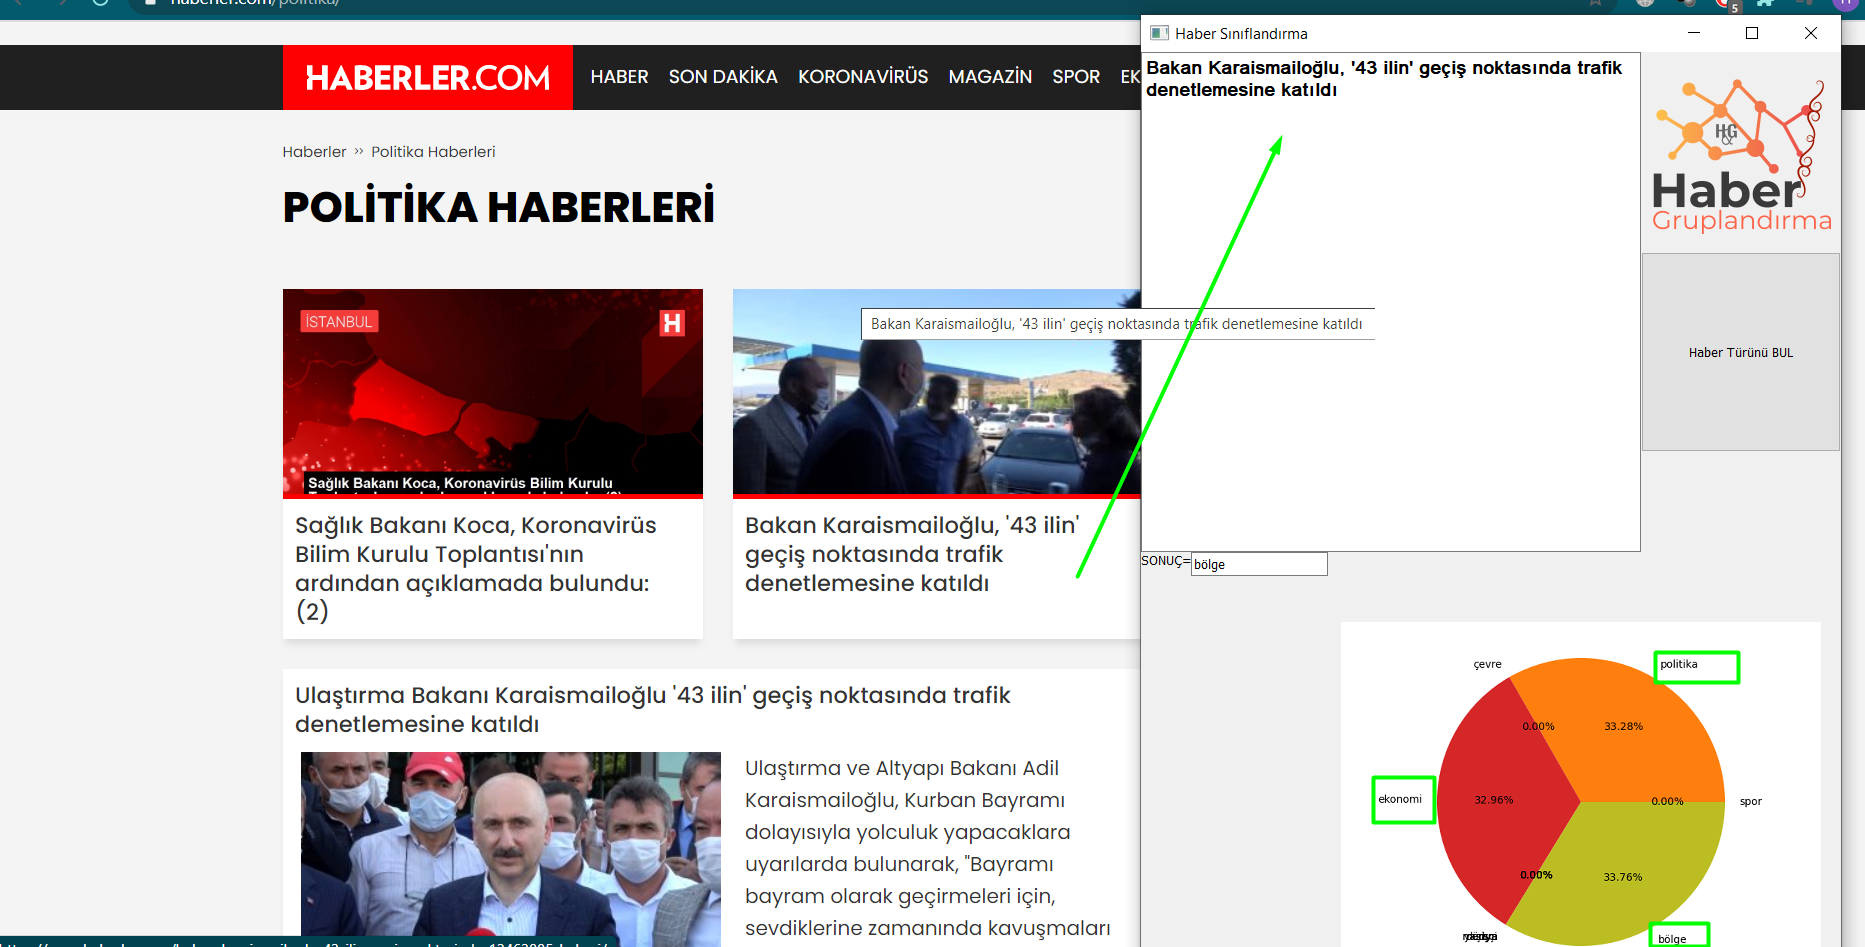 haberler.com/politika/
5
HABERLER.COM
HABER SON DAKİKA KORONAVİRÜS MAGAZİN SPOR EK
Haberler ›› Politika Haberleri
POLİTİKA HABERLERİ
İSTANBUL
H
Sağlık Bakanı Koca, Koronavirüs Bilim Kurulu
Sağlık Bakanı Koca, Koronavirüs
Bilim Kurulu Toplantısı'nın
ardından açıklamada bulundu:
(2)
Bakan Karaismailoğlu, '43 ilin' geçiş noktasında trafik denetlemesine katıldı
Bakan Karaismailoğlu, '43 ilin'
geçiş noktasında trafik
denetlemesine katıldı
Ulaştırma Bakanı Karaismailoğlu '43 ilin' geçiş noktasında trafik
denetlemesine katıldı
Ulaştırma ve Altyapı Bakanı Adil
Karaismailoğlu, Kurban Bayramı
dolayısıyla yolculuk yapacaklara
uyarılarda bulunarak, "Bayramı
bayram olarak geçirmeleri için,
sevdiklerine zamanında kavuşmaları
Haber Sınıflandırma
Bakan Karaismailoğlu, '43 ilin' geçiş noktasında trafik
denetlemesine katıldı
H&G
Haber
Gruplandırma
Haber Türünü BUL
SONUÇ= bölge
çevre
politika
0.00%
33.28%
ekonomi
32.96%
0.00%
spor
0.00%
33.76%
bölge